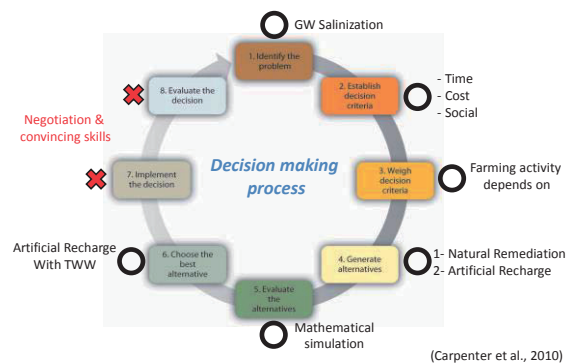 GW Salinization
1. Identify the
problem
2. Establish
decision
criteria
- Time
- Cost
- Social
3. Weigh
decision
criteria
Farming activity
depends on
4. Generate
alternatives
1- Natural Remediation
2- Artificial Recharge
5. Evaluate
the
alternatives
Mathematical
simulation
6. Choose the
best
alternative
Artificial Recharge
With TWW
7. Implement
the decision
Negotiation &
convincing skills
8. Evaluate
the decision
Decision making
process
(Carpenter et al., 2010)